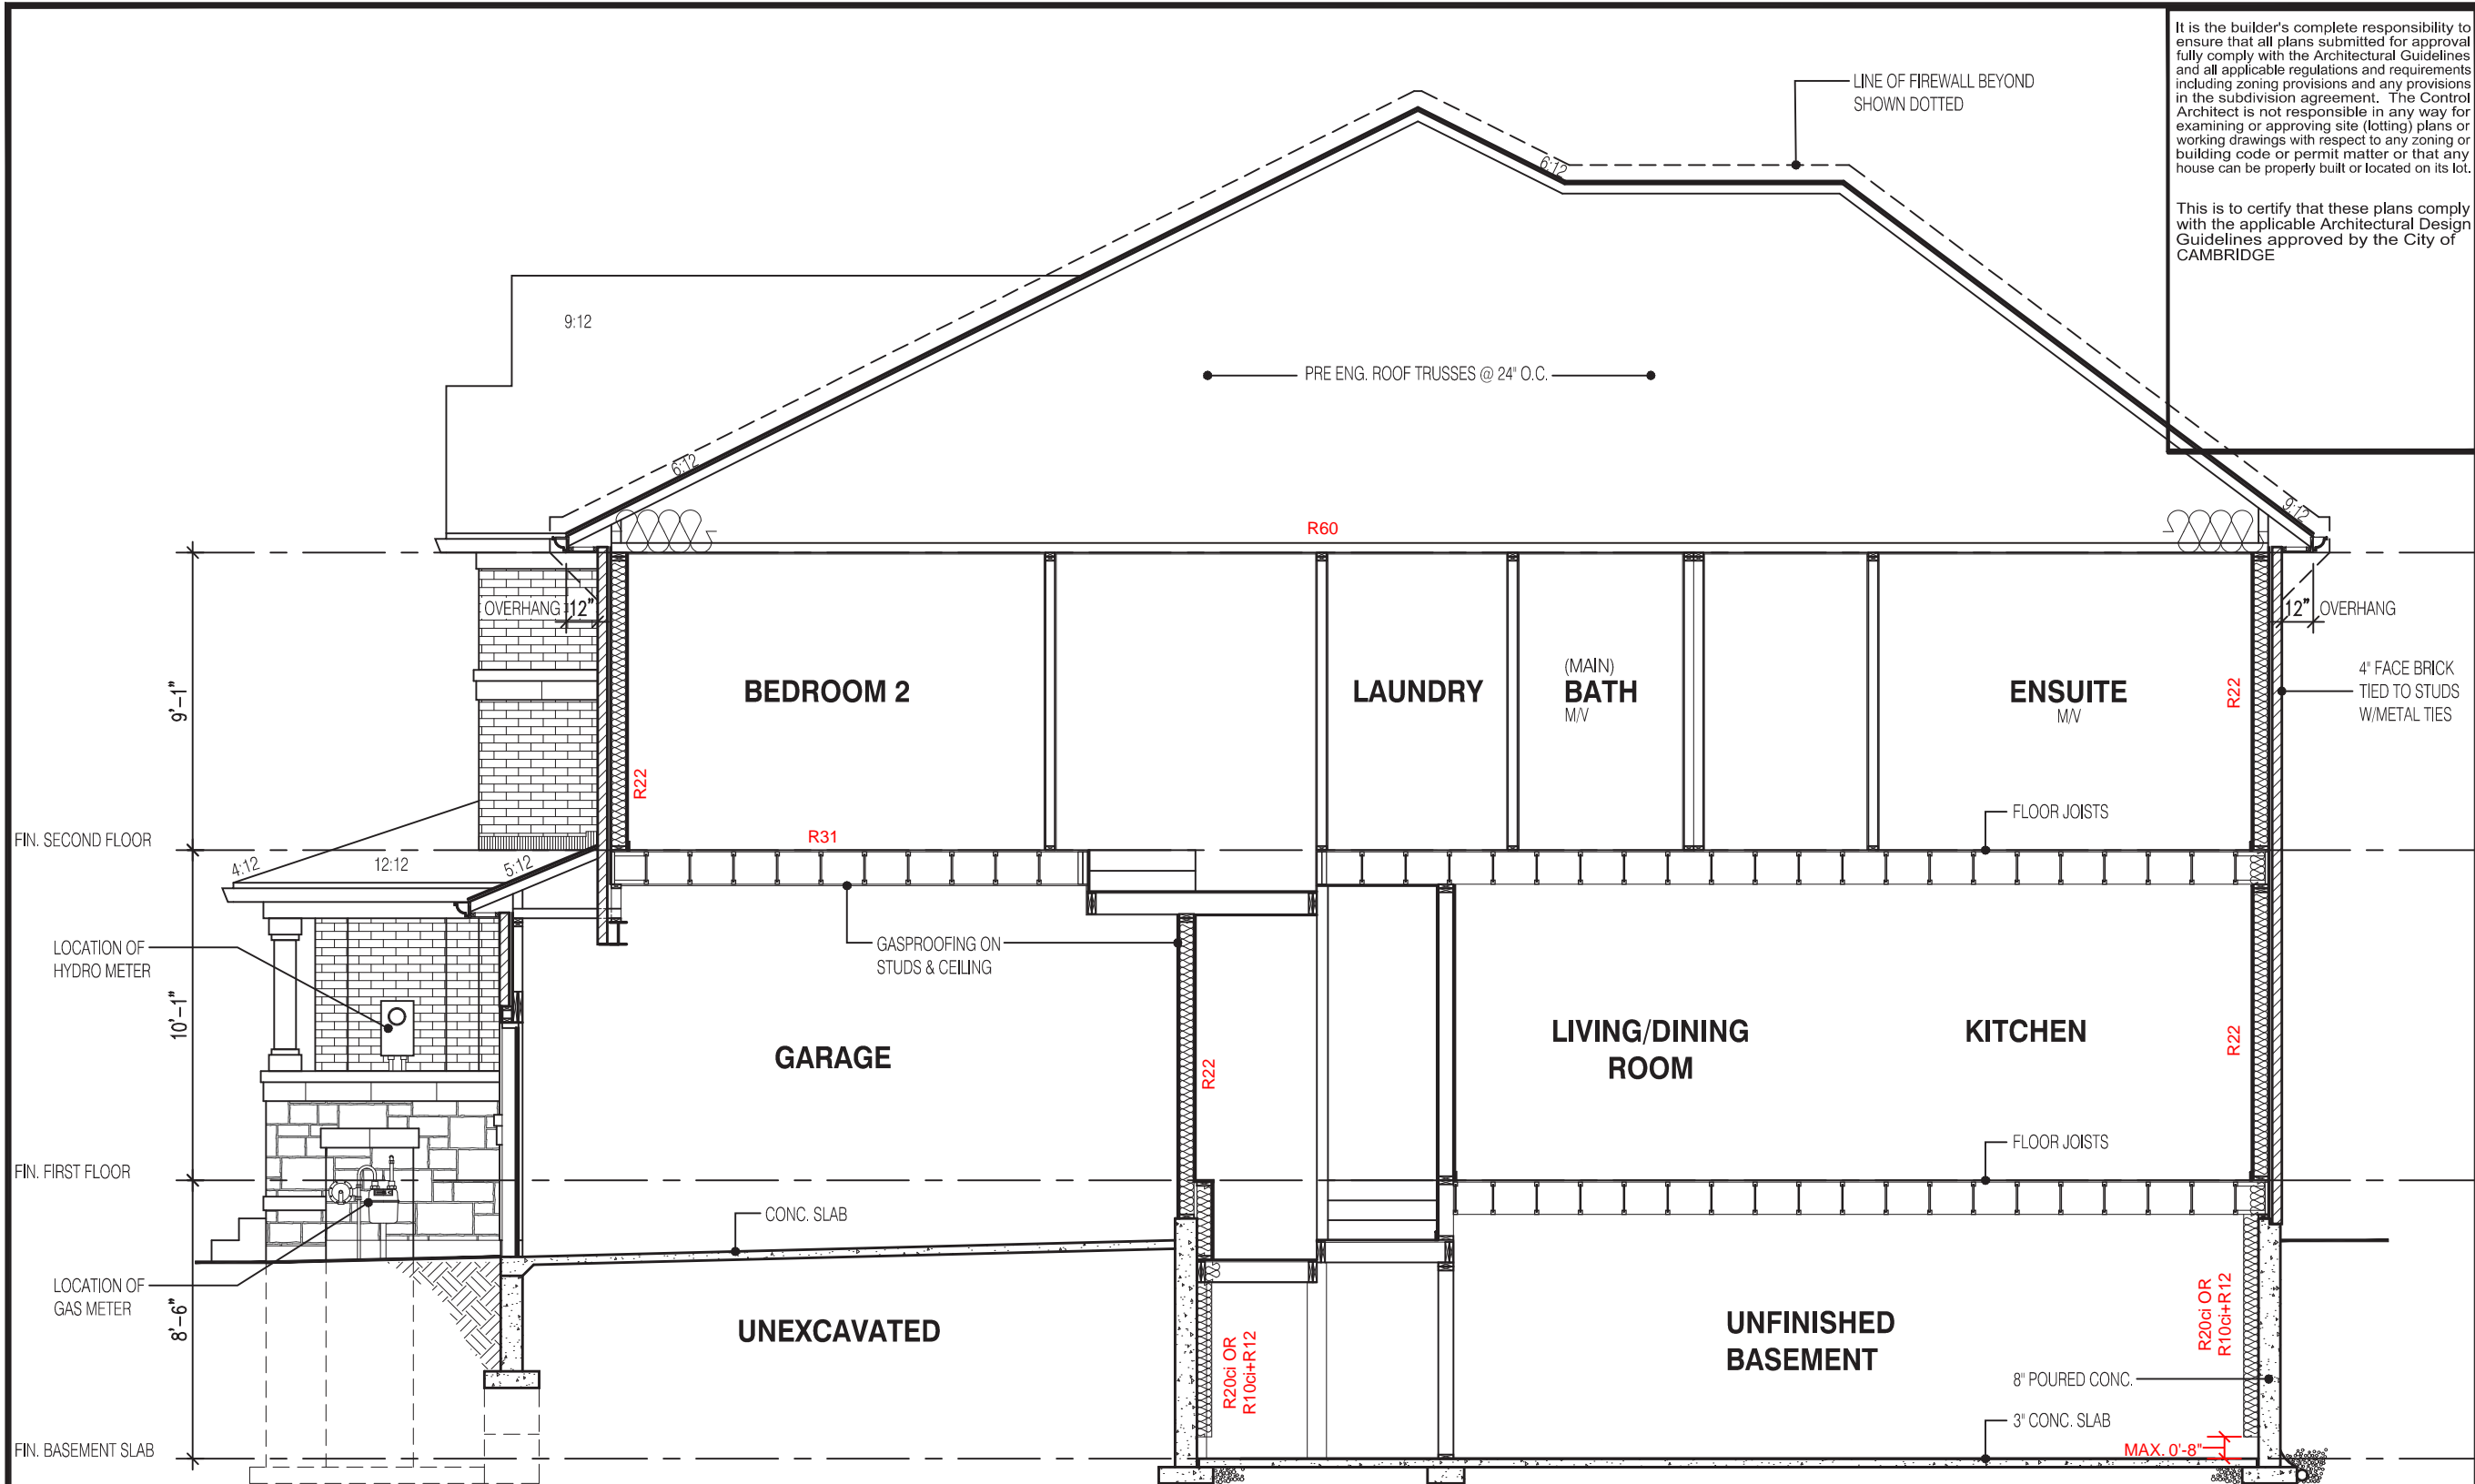 It is the builder's complete responsibility to
ensure that all plans submitted for approval
fully comply with the Architectural Guidelines
and all applicable regulations and requirements
including zoning provisions and any provisions
in the subdivision agreement. The Control
Architect is not responsible in any way for
examining or approving site (lotting) plans or
working drawings with respect to any zoning or
building code or permit matter or that any
house can be properly built or located on its lot.
This is to certify that these plans comply
with the applicable Architectural Design
Guidelines approved by the City of
CAMBRIDGE
LINE OF FIREWALL BEYOND
SHOWN DOTTED
6:12
9:12
PRE ENG. ROOF TRUSSES @ 24" O.C.
6:12
9:12
R60
OVERHANG 12"
12" OVERHANG
9'-1"
BEDROOM 2
LAUNDRY
(MAIN)
BATH
M/V
ENSUITE
M/V
R22
4" FACE BRICK
TIED TO STUDS
W/METAL TIES
R22
FIN. SECOND FLOOR
R31
FLOOR JOISTS
4:12
12:12
5:12
LOCATION OF
HYDRO METER
GASPROOFING ON
STUDS & CEILING
10'-1"
GARAGE
R22
LIVING/DINING
ROOM
KITCHEN
R22
FIN. FIRST FLOOR
FLOOR JOISTS
CONC. SLAB
LOCATION OF
GAS METER
8'-6"
UNEXCAVATED
R20ci OR
R10ci+R12
UNFINISHED
BASEMENT
R20ci OR
R10ci+R12
8" POURED CONC.
3" CONC. SLAB
FIN. BASEMENT SLAB
MAX. 0'-8"